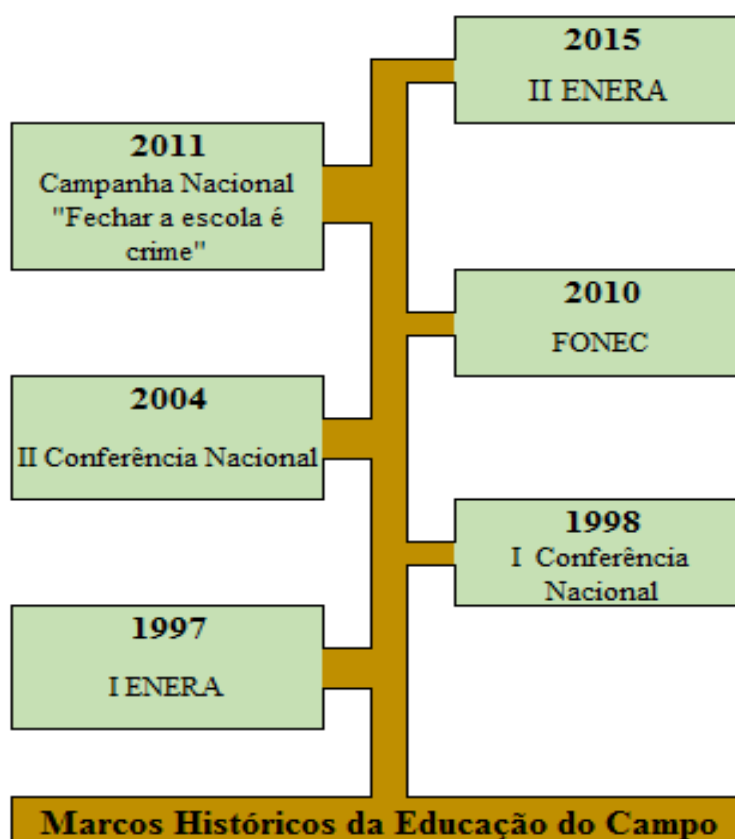 2015
II ENERA
2011
Campanha Nacional
"Fechar a escola é
crime"
2010
FONEC
2004
II Conferência Nacional
1998
I Conferência
Nacional
1997
I ENERA
Marcos Históricos da Educação do Campo